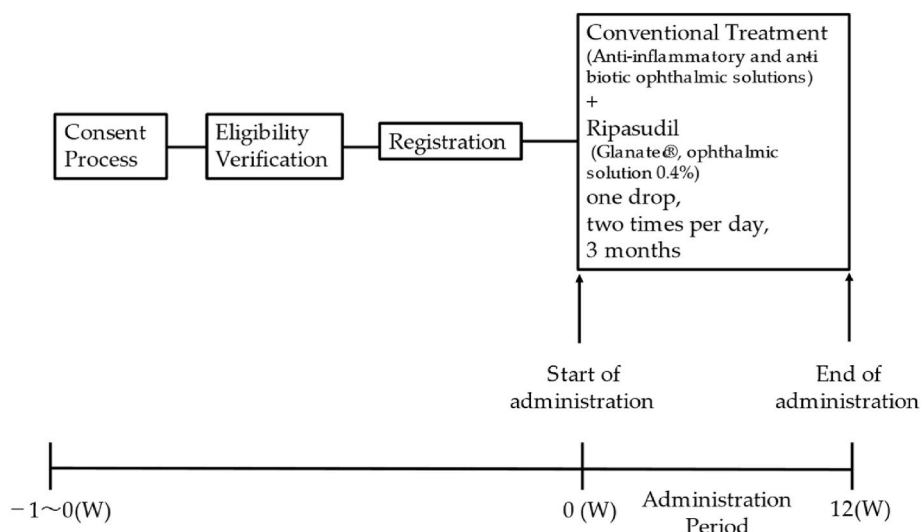 Consent
Process
Eligibility
Verification
Registration
Conventional Treatment
(Anti-inflammatory and anti
biotic ophthalmic solutions)
+
Ripasudil
(Glanate®, ophthalmic
solution 0.4%)
one drop,
two times per day,
3 months
Start of
administration
End of
administration
−1~0(W)
0 (W)
Administration
Period
12(W)